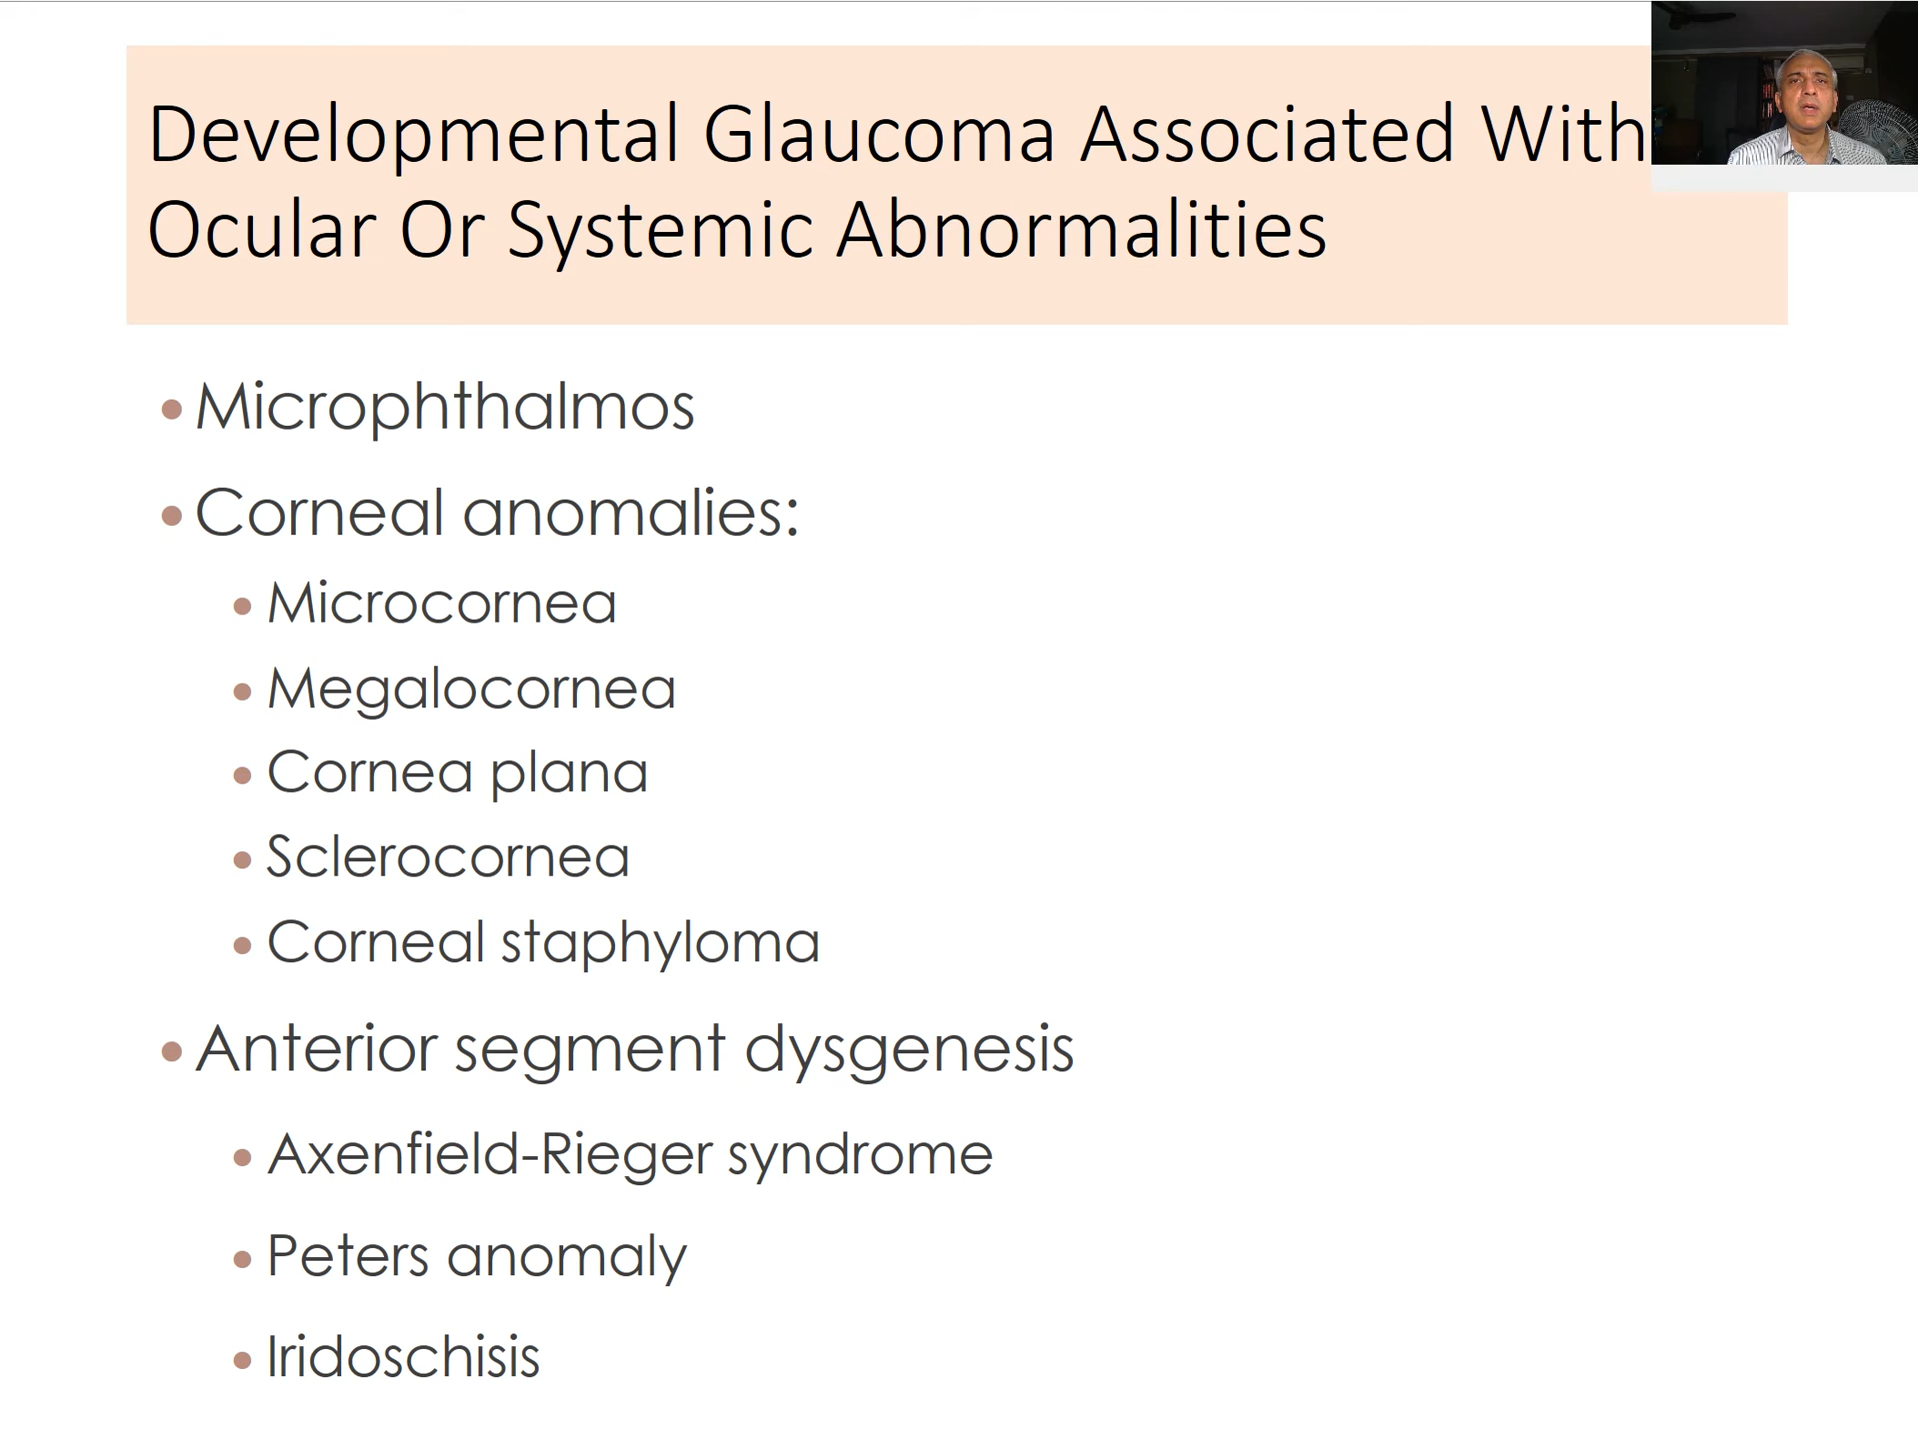 Developmental Glaucoma Associated With
Ocular Or Systemic Abnormalities
• Microphthalmos
• Corneal anomalies:
• Microcornea
• Megalocornea
• Cornea plana
• Sclerocornea
• Corneal staphyloma
• Anterior segment dysgenesis
• Axenfield-Rieger syndrome
• Peters anomaly
• Iridoschisis